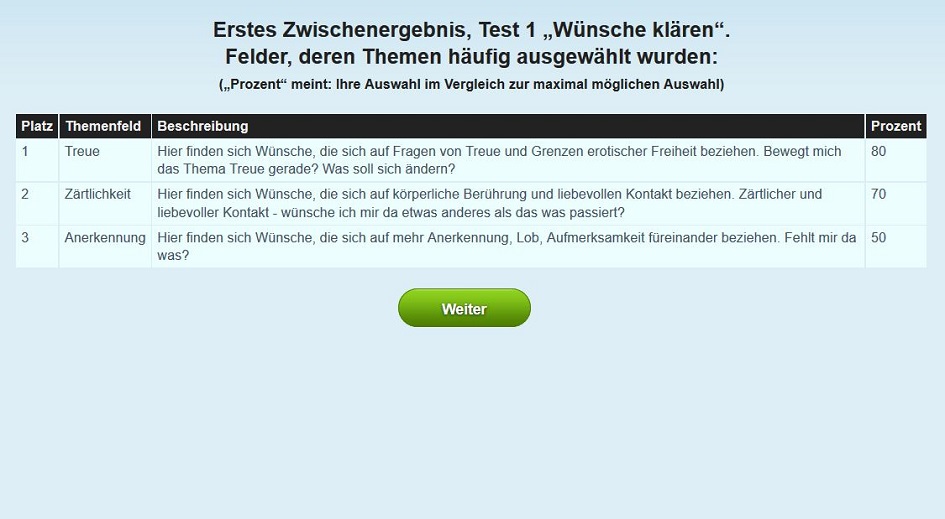 Erstes Zwischenergebnis, Test 1 „Wünsche klären“.
Felder, deren Themen häufig ausgewählt wurden:
(„Prozent“ meint: Ihre Auswahl im Vergleich zur maximal möglichen Auswahl)
Platz Themenfeld Beschreibung Prozent
1 Treue Hier finden sich Wünsche, die sich auf Fragen von Treue und Grenzen erotischer Freiheit beziehen. Bewegt mich 80
das Thema Treue gerade? Was soll sich ändern?
2 Zärtlichkeit Hier finden sich Wünsche, die sich auf körperliche Berührung und liebevollen Kontakt beziehen. Zärtlicher und 70
liebevoller Kontakt - wünsche ich mir da etwas anderes als das was passiert?
3 Anerkennung Hier finden sich Wünsche, die sich auf mehr Anerkennung, Lob, Aufmerksamkeit füreinander beziehen. Fehlt mir da 50
was?
Weiter